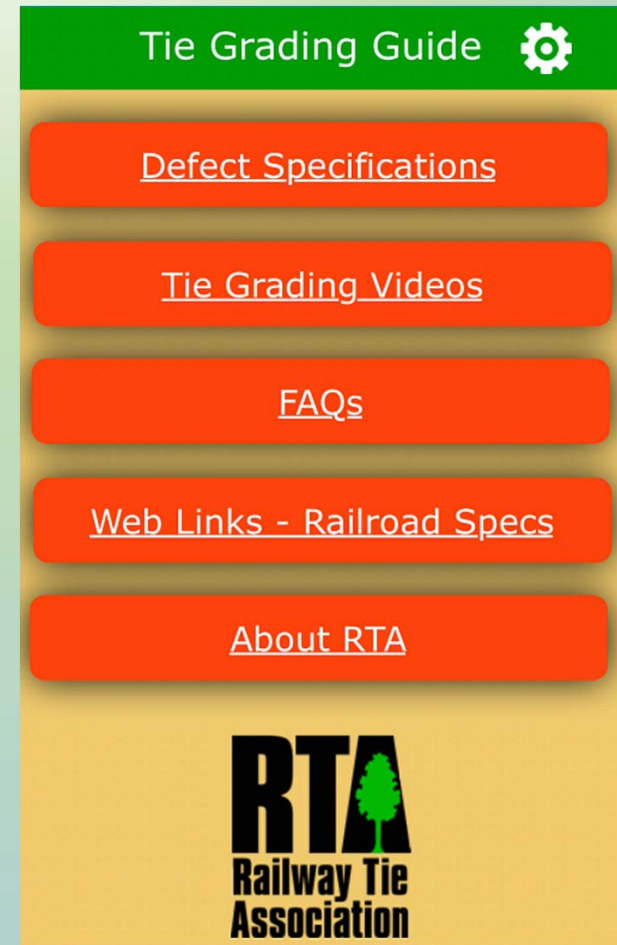 Tie Grading Guide
Defect Specifications
Tie Grading Videos
FAQs
Web Links - Railroad Specs
About RTA
RTA
Railway Tie
Association